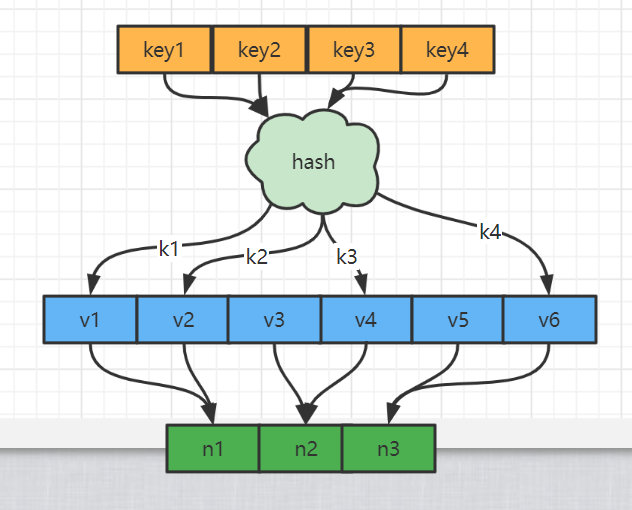 key1 key2 key3 key4
hash
k1 k2 k3 k4
v1 v2 v3 v4 v5 v6
n1 n2 n3